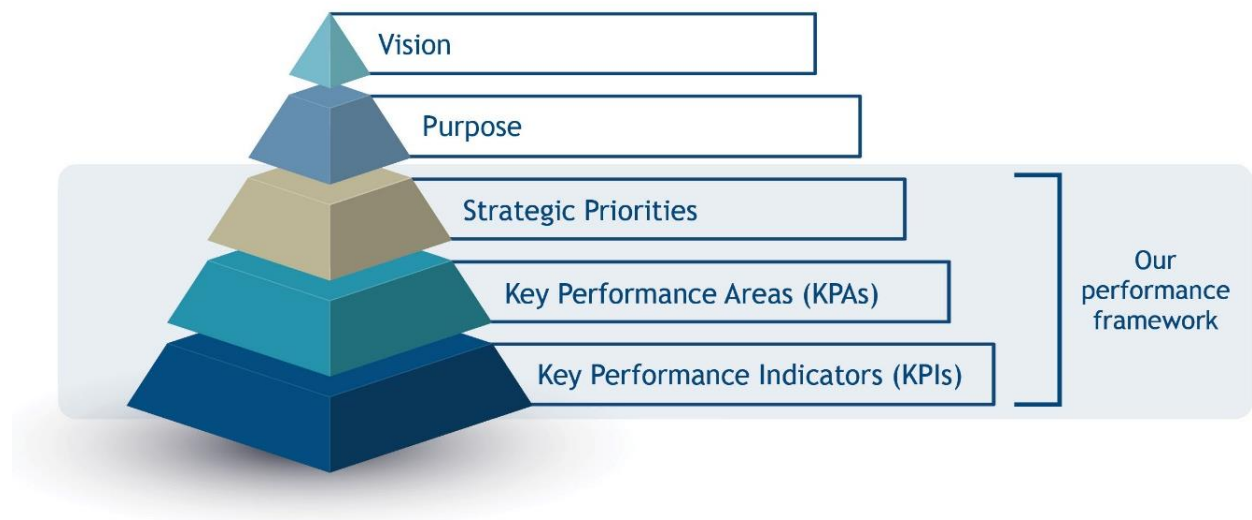 Vision
Purpose
Strategic Priorities
Key Performance Areas (KPAs)
Key Performance Indicators (KPIs)
Our
performance
framework